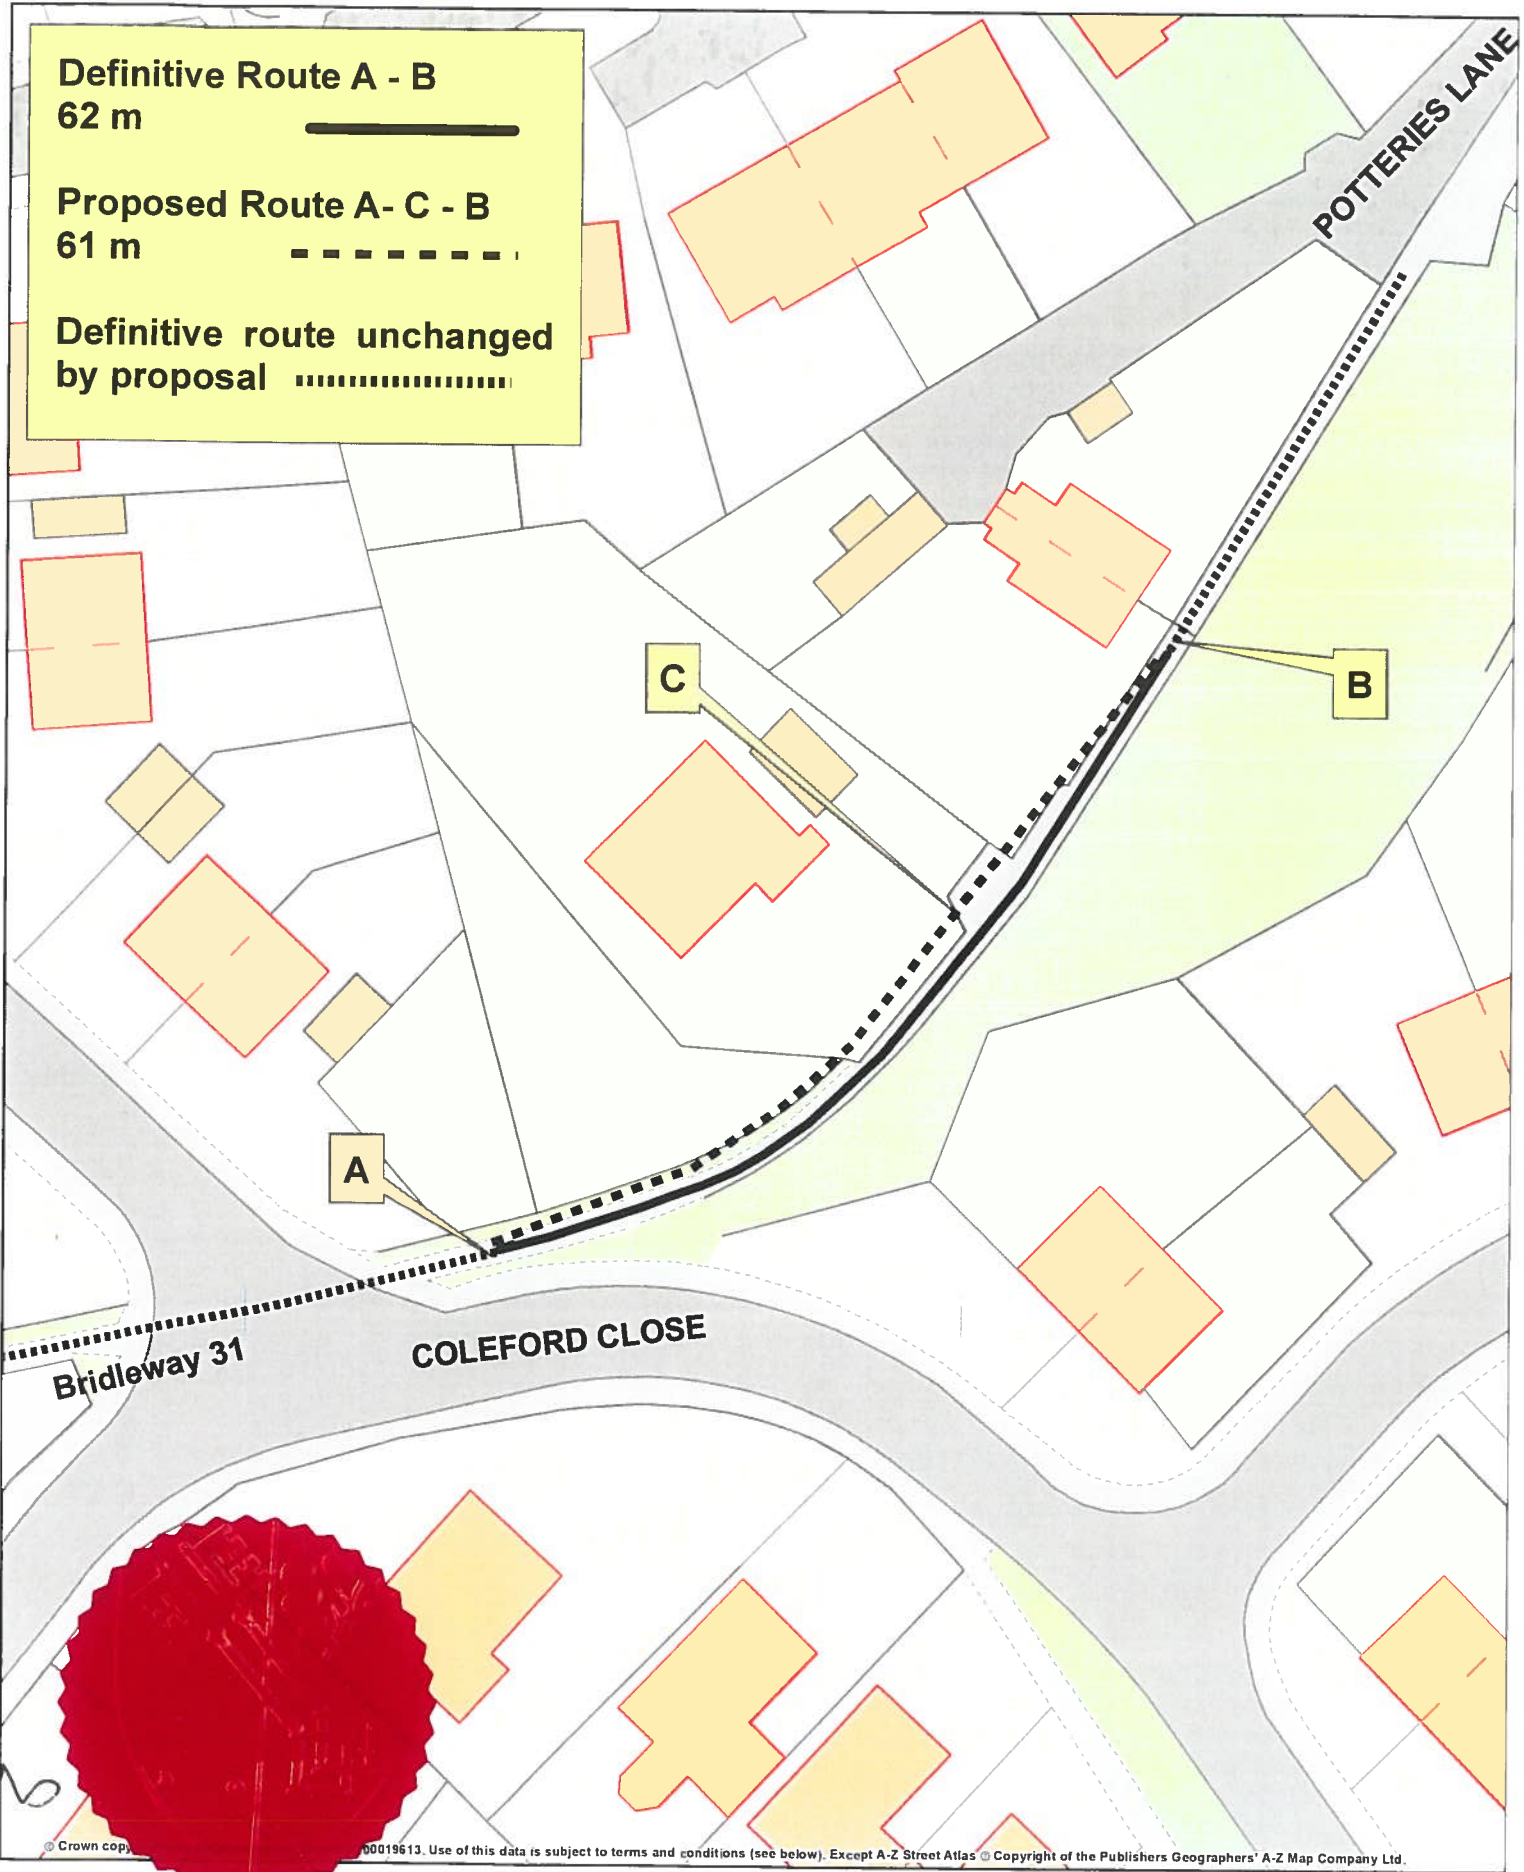 Definitive Route A - B
62 m
Proposed Route A- C - B
61 m
Definitive route unchanged
by proposal
POTTERIES LANE
C
B
A
COLEFORD CLOSE
Bridleway 31
© Crown copy
00019613. Use of this data is subject to terms and conditions (see below). Except A-Z Street Atlas © Copyright of the Publishers Geographers' A-Z Map Company Ltd.